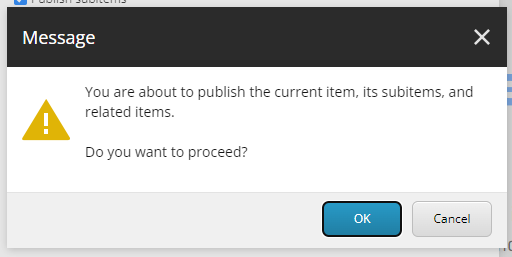 Publish subitems
Message
You are about to publish the current item, its subitems, and
related items.
Do you want to proceed?
OK
Cancel